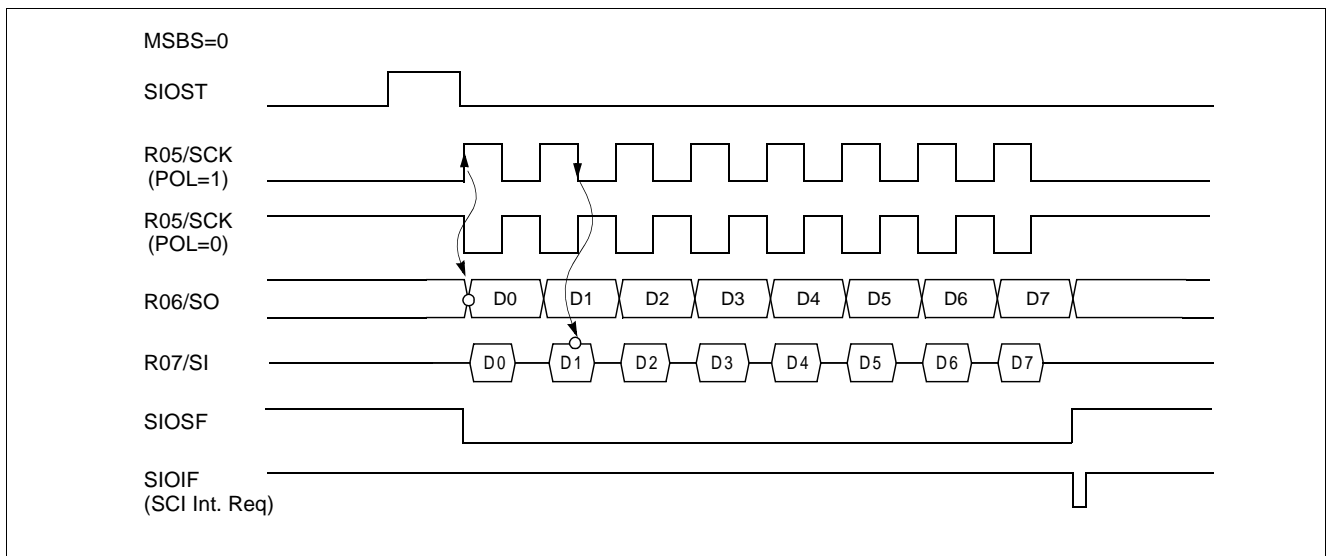 MSBS=0
SIOST
R05/SCK
(POL=1)
R05/SCK
(POL=0)
R06/SO
D0 D1 D2 D3 D4 D5 D6 D7
R07/SI
D0 D1 D2 D3 D4 D5 D6 D7
SIOSF
SIOIF
(SCI Int. Req)